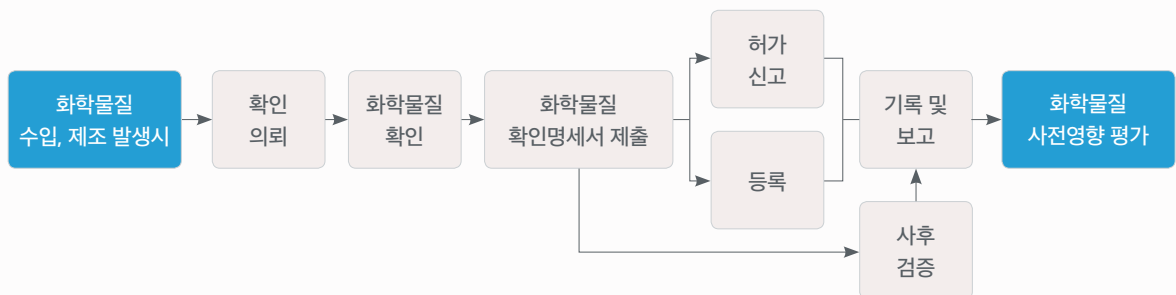 화학물질
수입, 제조 발생시
확인
의뢰
화학물질
확인
화학물질
확인명세서 제출
허가
신고
등록
기록 및
보고
사후
검증
화학물질
사전영향 평가